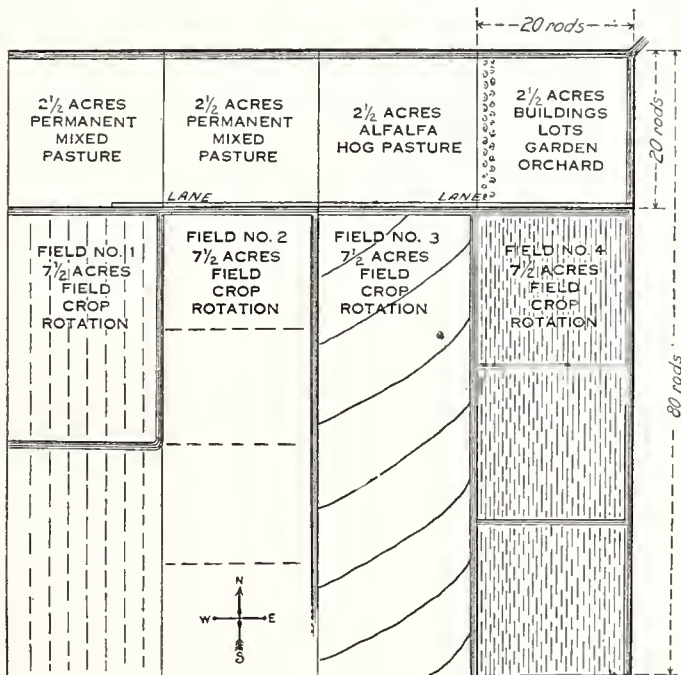 20 rods
2½ ACRES
PERMANENT
MIXED
PASTURE
2½ ACRES
PERMANENT
MIXED
PASTURE
2½ ACRES
ALFALFA
HOG PASTURE
2½ ACRES
BUILDINGS
LOTS
GARDEN
ORCHARD
20 rods
LANE
LANE
FIELD NO. 1
7½ ACRES
FIELD
CROP
ROTATION
FIELD NO. 2
7½ ACRES
FIELD
CROP
ROTATION
FIELD NO. 3
7½ ACRES
FIELD
CROP
ROTATION
FIELD NO. 4
7½ ACRES
FIELD
CROP
ROTATION
80 rods
N
W
E
S